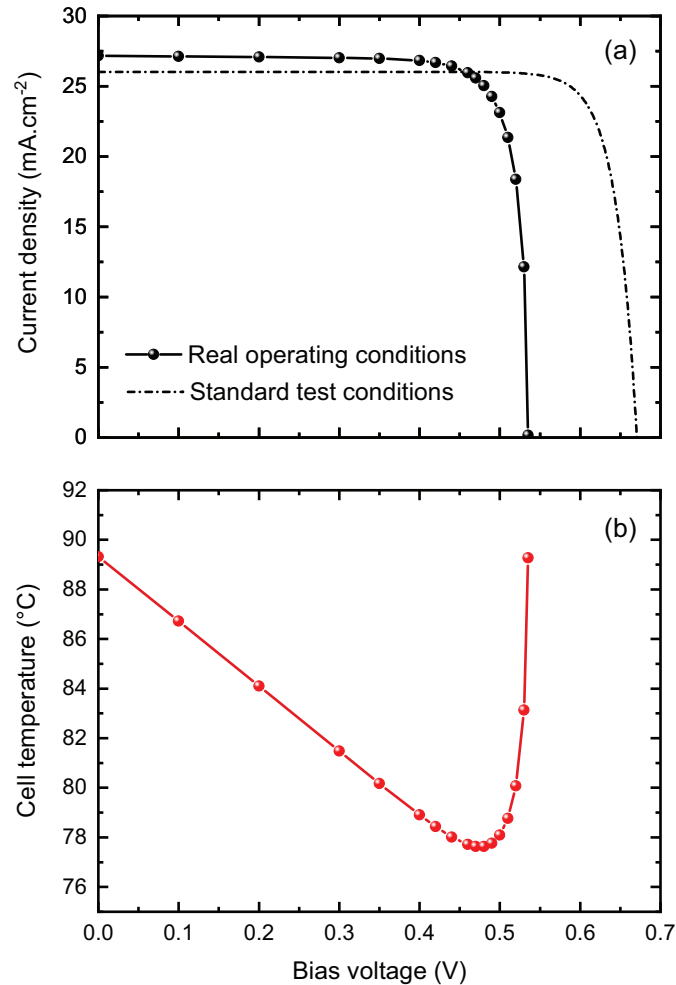 30
(a)
25
20
15
10
5
0
Current density (mA.cm-2)
Real operating conditions
Standard test conditions
92
(b)
90
88
86
84
82
80
78
76
74
Cell temperature (°C)
0.0 0.1 0.2 0.3 0.4 0.5 0.6 0.7
Bias voltage (V)